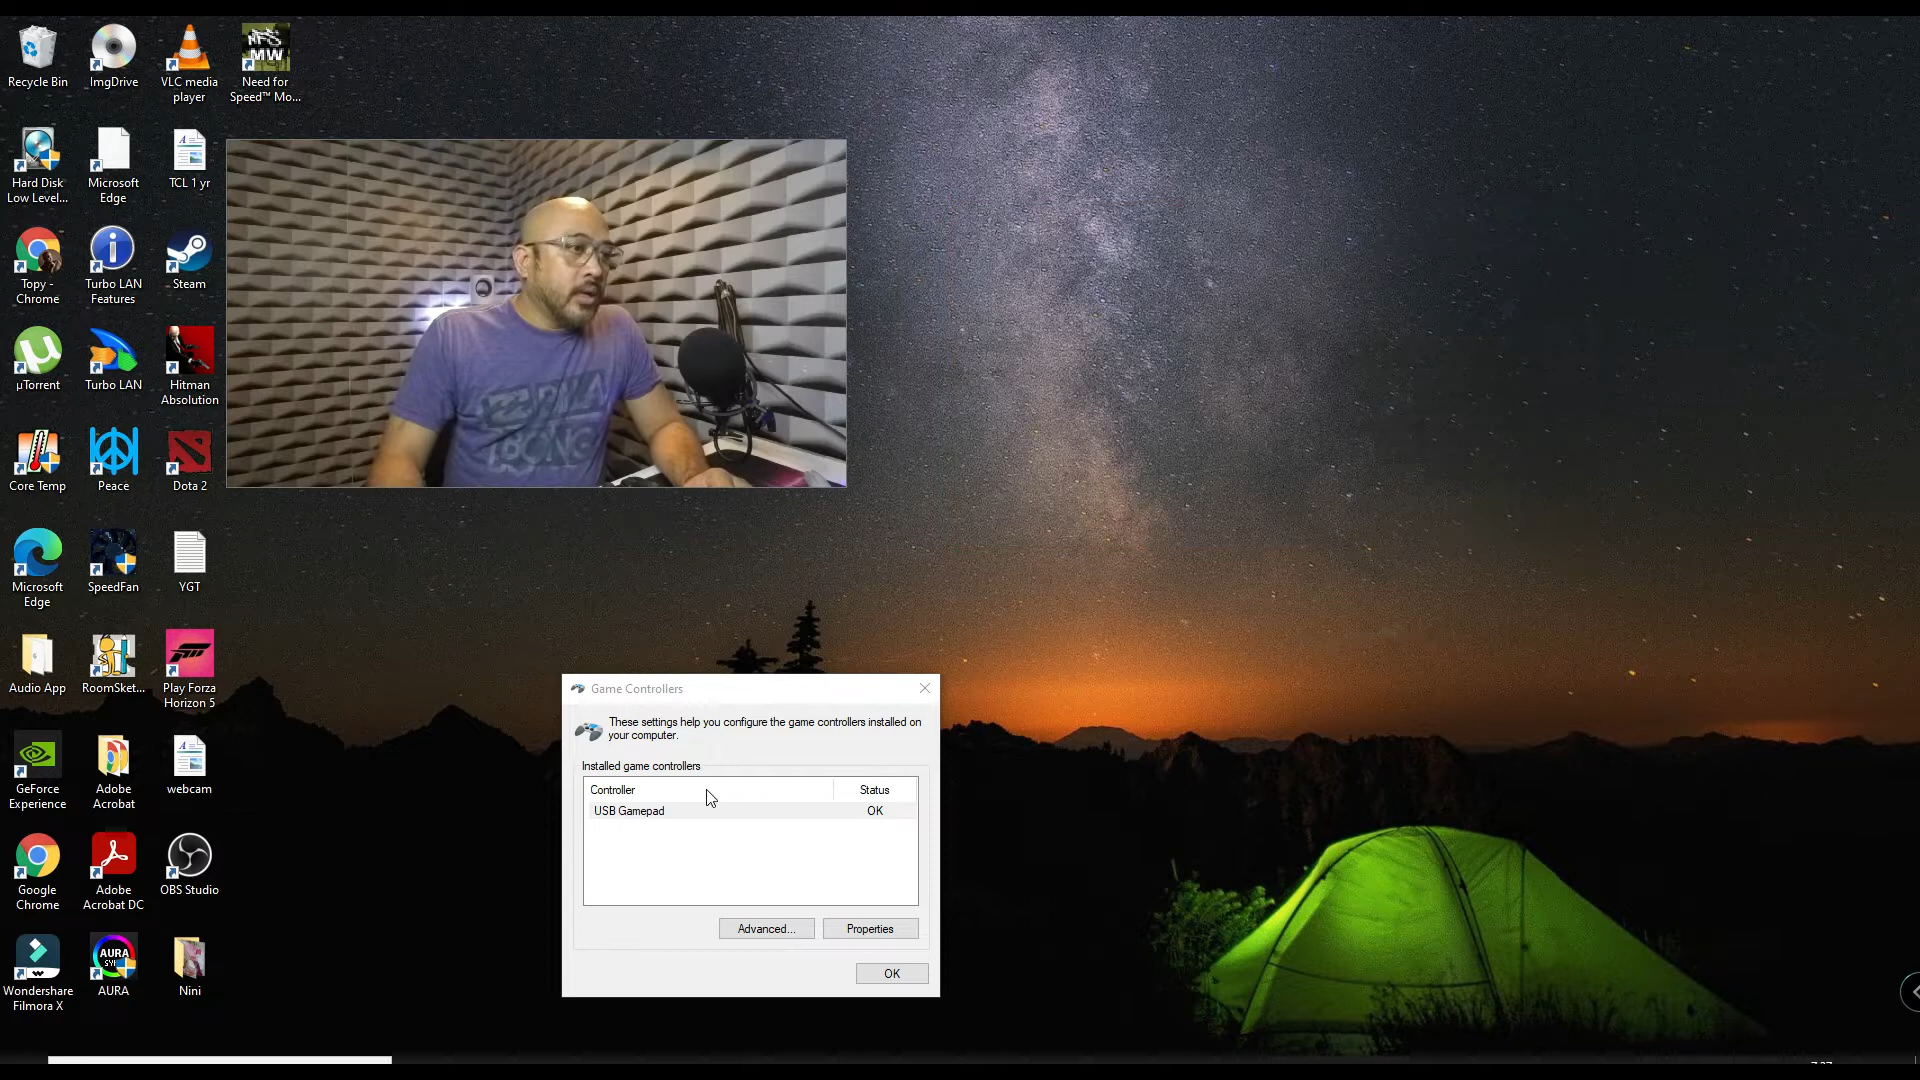 Recycle Bin
ImgDrive
VLC media
player
NFS
MW
Need for
Speed™ Mo...
Hard Disk
Low Level...
Microsoft
Edge
TCL 1 yr
Topy -
Chrome
Turbo LAN
Features
Steam
µTorrent
Turbo LAN
Hitman
Absolution
Core Temp
Peace
Dota 2
Microsoft
Edge
SpeedFan
YGT
Audio App
RoomSket...
Play Forza
Horizon 5
GeForce
Experience
Adobe
Acrobat
webcam
Google
Chrome
Adobe
Acrobat DC
OBS Studio
Wondershare
Filmora X
AURA
AURA
Nini
Game Controllers
These settings help you configure the game controllers installed on
your computer.
Installed game controllers
Controller
Status
USB Gamepad
OK
Advanced...
Properties
OK